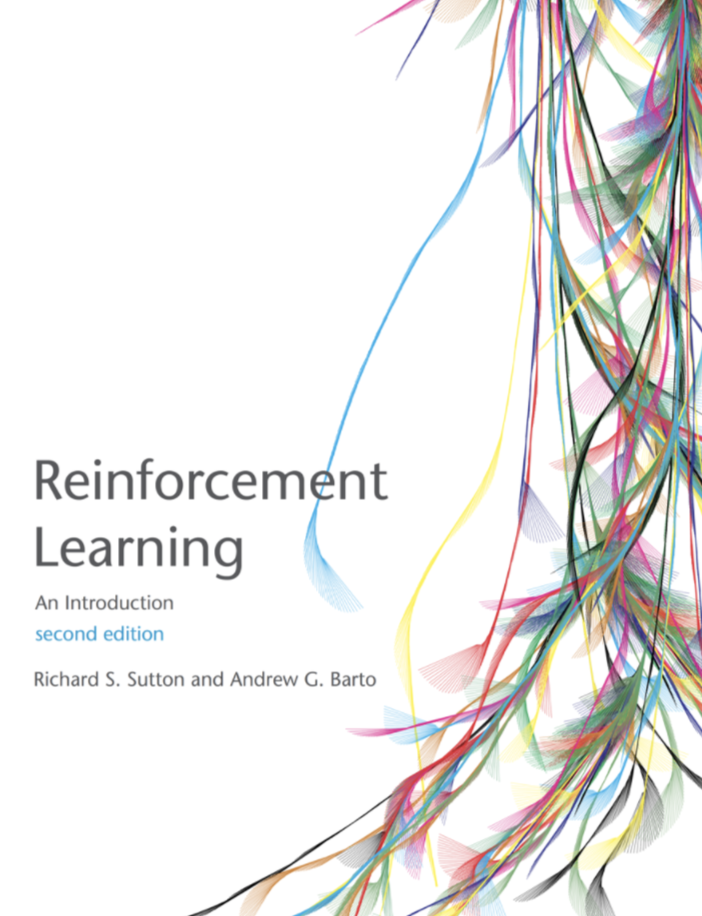 Reinforcement
Learning
An Introduction
second edition
Richard S. Sutton and Andrew G. Barto